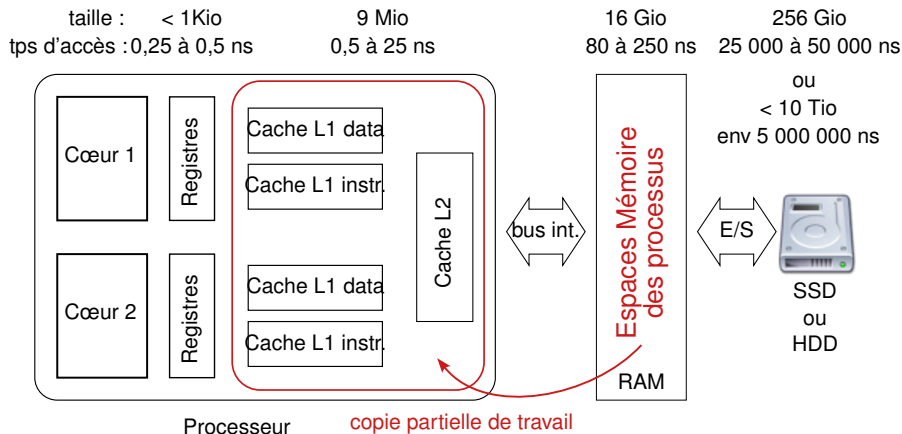 taille : < 1Kio 9 Mio 16 Gio 256 Gio
tps d'accès : 0,25 à 0,5 ns 0,5 à 25 ns 80 à 250 ns 25 000 à 50 000 ns
ou
< 10 Tio
env 5 000 000 ns
Cœur 1
Registres
Cache L1 data
Cache L1 instr.
Cœur 2
Registres
Cache L1 data
Cache L1 instr.
Cache L2
bus int.
Espaces Mémoire
des processus
RAM
E/S
SSD
ou
HDD
Processeur
copie partielle de travail